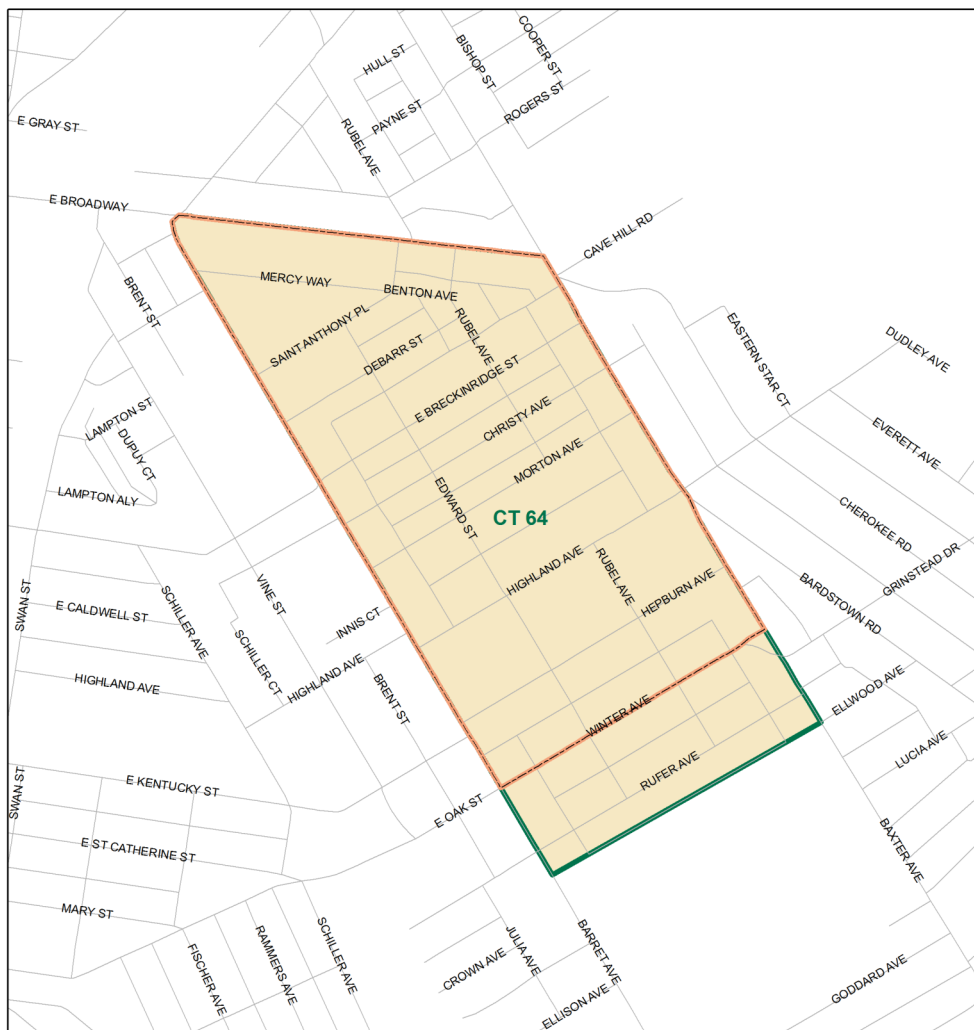 COOPER ST
BISHOP ST
HULL ST
ROGERS ST
PAYNE ST
E GRAY ST
RUBEL AVE
E BROADWAY
CAVE HILL RD
MERCY WAY
BENTON AVE
BRENT ST
SAINT ANTHONY PL
RUBEL AVE
DEBARR ST
EASTERN STAR CT
DUDLEY AVE
E BRECKINRIDGE ST
LAMPTON ST
CHRISTY AVE
DUPUY CT
EVERETT AVE
MORTON AVE
LAMPTON ALY
EDWARD ST
CT 64
CHEROKEE RD
HIGHLAND AVE
RUBEL AVE
GRINSTEAD DR
SWAN ST
E CALDWELL ST
SCHILLER AVE
VINE ST
HEPBURN AVE
BARDSTOWN RD
INNIS CT
SCHILLER CT
HIGHLAND AVE
HIGHLAND AVE
BRENT ST
ELLWOOD AVE
WINTER AVE
LUCIA AVE
RUFER AVE
E KENTUCKY ST
SWAN ST
E OAK ST
BAXTER AVE
E ST CATHERINE ST
MARY ST
SCHILLER AVE
RAMMERS AVE
FISCHER AVE
JULIA AVE
BARRET AVE
CROWN AVE
GODDARD AVE
ELLISON AVE